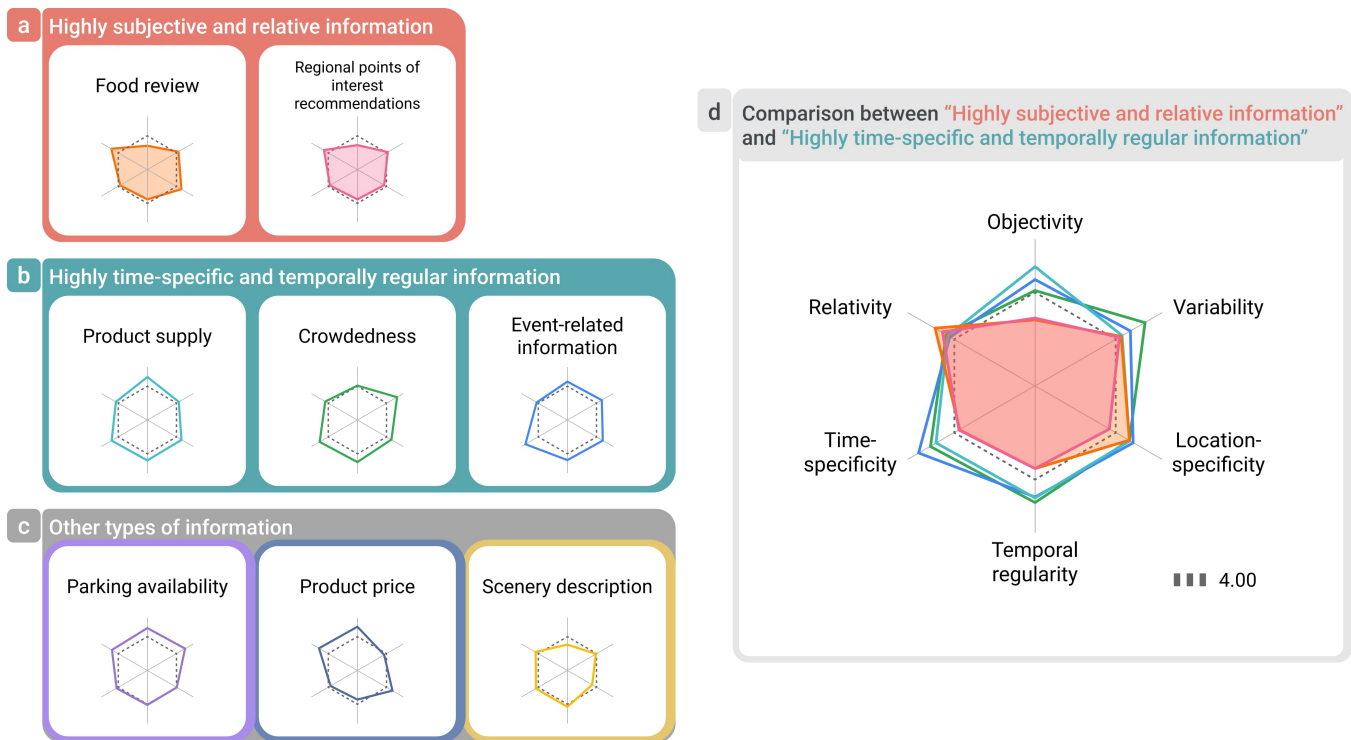 a
Highly subjective and relative information
Food review
Regional points of
interest
recommendations
b
Highly time-specific and temporally regular information
Product supply
Crowdedness
Event-related
information
c
Other types of information
Parking availability
Product price
Scenery description
d
Comparison between “Highly subjective and relative information”
and “Highly time-specific and temporally regular information”
Objectivity
Relativity
Variability
Time-
specificity
Location-
specificity
Temporal
regularity
4.00